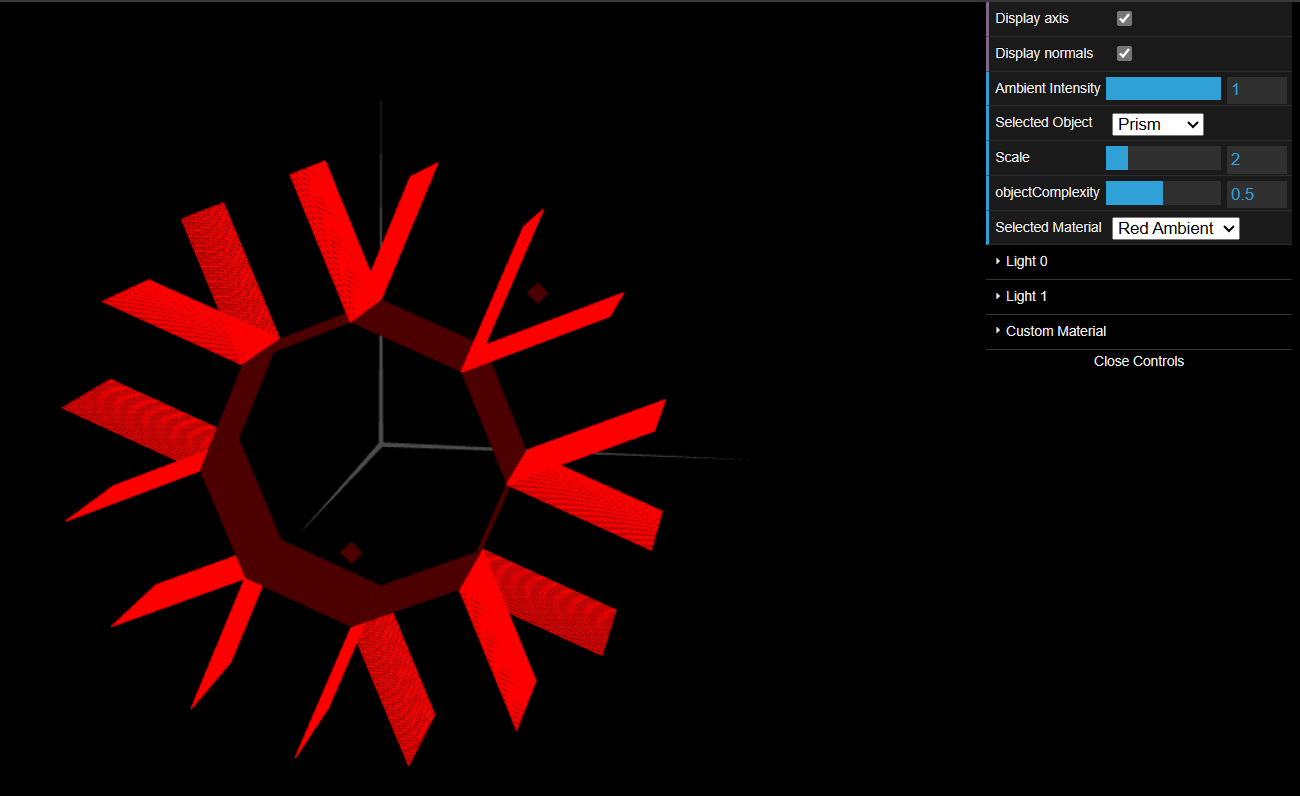 Display axis
Display normals
Ambient Intensity 1
Selected Object Prism
Scale 2
objectComplexity 0.5
Selected Material Red Ambient
Light 0
Light 1
Custom Material
Close Controls